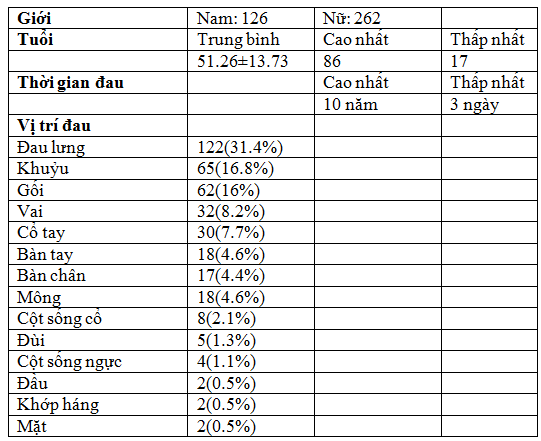 Giới Nam: 126 Nữ: 262
Tuổi Trung bình Cao nhất Thấp nhất
51.26±13.73 86 17
Thời gian đau Cao nhất Thấp nhất
10 năm 3 ngày
Vị trí đau
Đau lưng 122(31.4%)
Khuỷu 65(16.8%)
Gối 62(16%)
Vai 32(8.2%)
Cổ tay 30(7.7%)
Bàn tay 18(4.6%)
Bàn chân 17(4.4%)
Mông 18(4.6%)
Cột sống cổ 8(2.1%)
Đùi 5(1.3%)
Cột sống ngực 4(1.1%)
Đầu 2(0.5%)
Khớp háng 2(0.5%)
Mặt 2(0.5%)